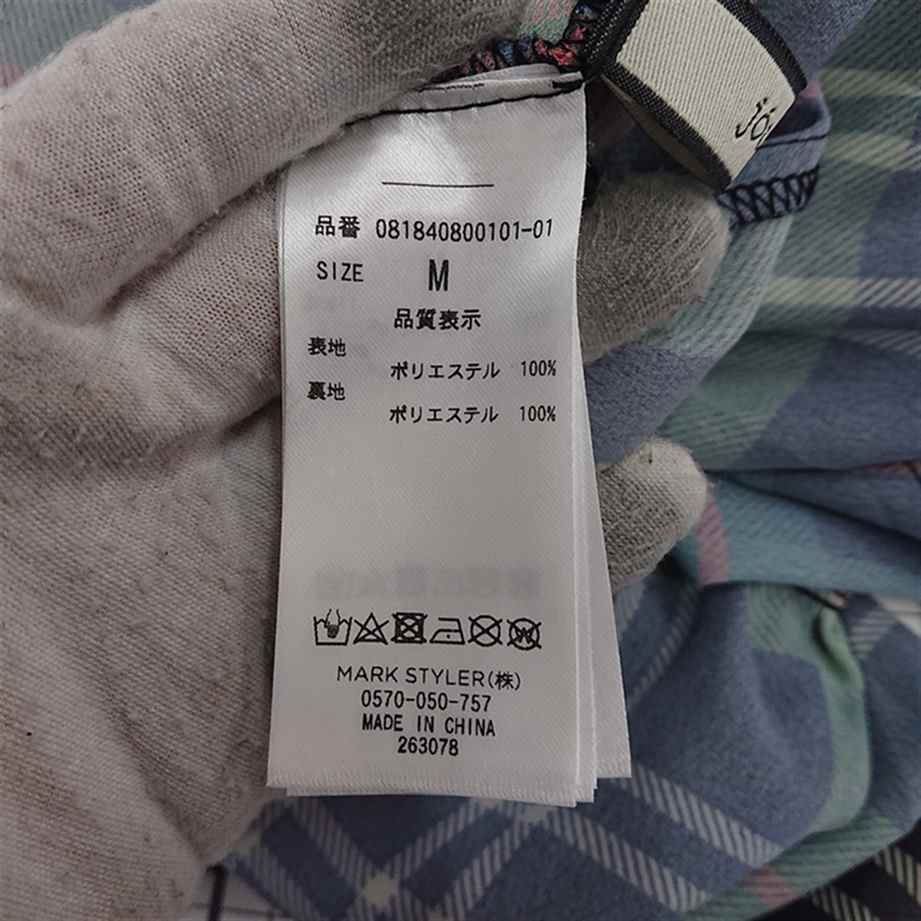 品番 081840800101-01
SIZE M
品質表示
表地
ポリエステル 100%
裏地
ポリエステル 100%
MARK STYLER(株)
0570-050-757
MADE IN CHINA
263078